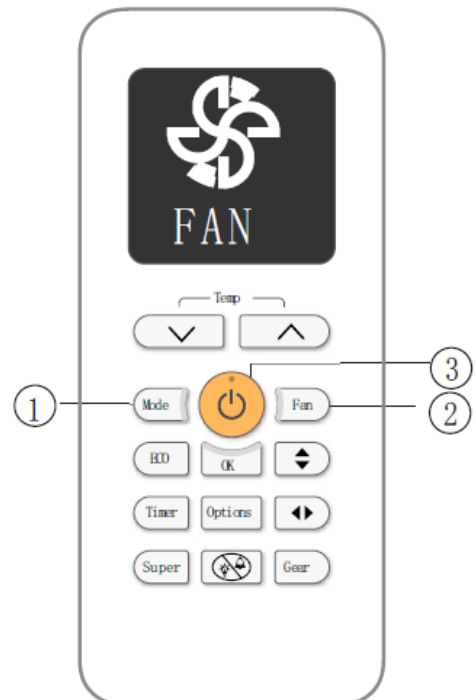 FAN
Temp
③
① Mode Fan ②
ECO OK
Timer Options
Super Gear